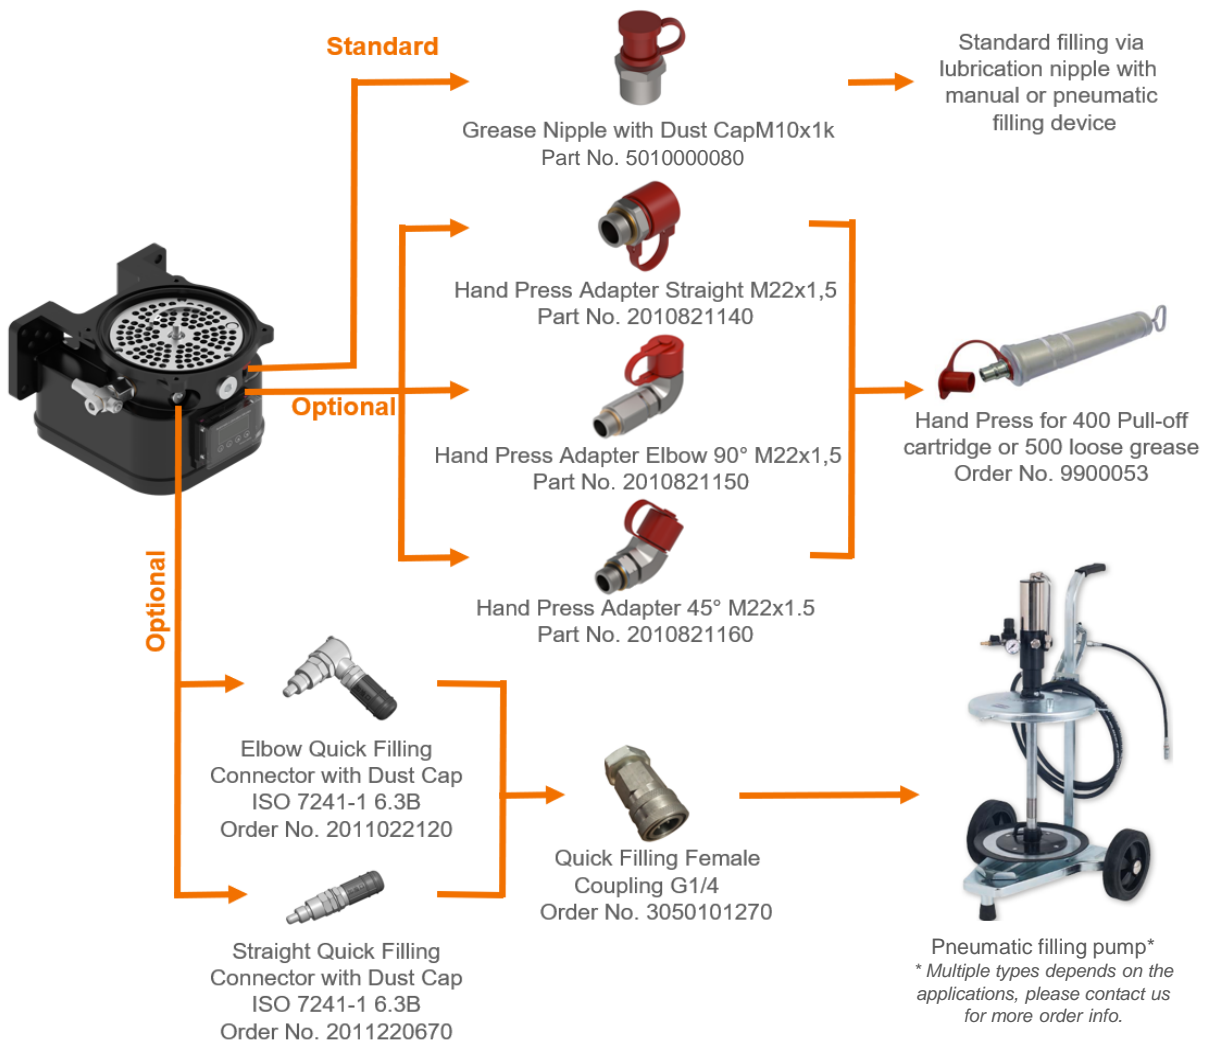 Standard
Grease Nipple with Dust CapM10x1k
Part No. 5010000080
Standard filling via
lubrication nipple with
manual or pneumatic
filling device
Hand Press Adapter Straight M22x1,5
Part No. 2010821140
Optional
Hand Press Adapter Elbow 90° M22x1,5
Part No. 2010821150
Hand Press for 400 Pull-off
cartridge or 500 loose grease
Order No. 9900053
Hand Press Adapter 45° M22x1.5
Part No. 2010821160
Optional
Elbow Quick Filling
Connector with Dust Cap
ISO 7241-1 6.3B
Order No. 2011022120
Quick Filling Female
Coupling G1/4
Order No. 3050101270
Straight Quick Filling
Connector with Dust Cap
ISO 7241-1 6.3B
Order No. 2011220670
Pneumatic filling pump*
* Multiple types depends on the
applications, please contact us
for more order info.